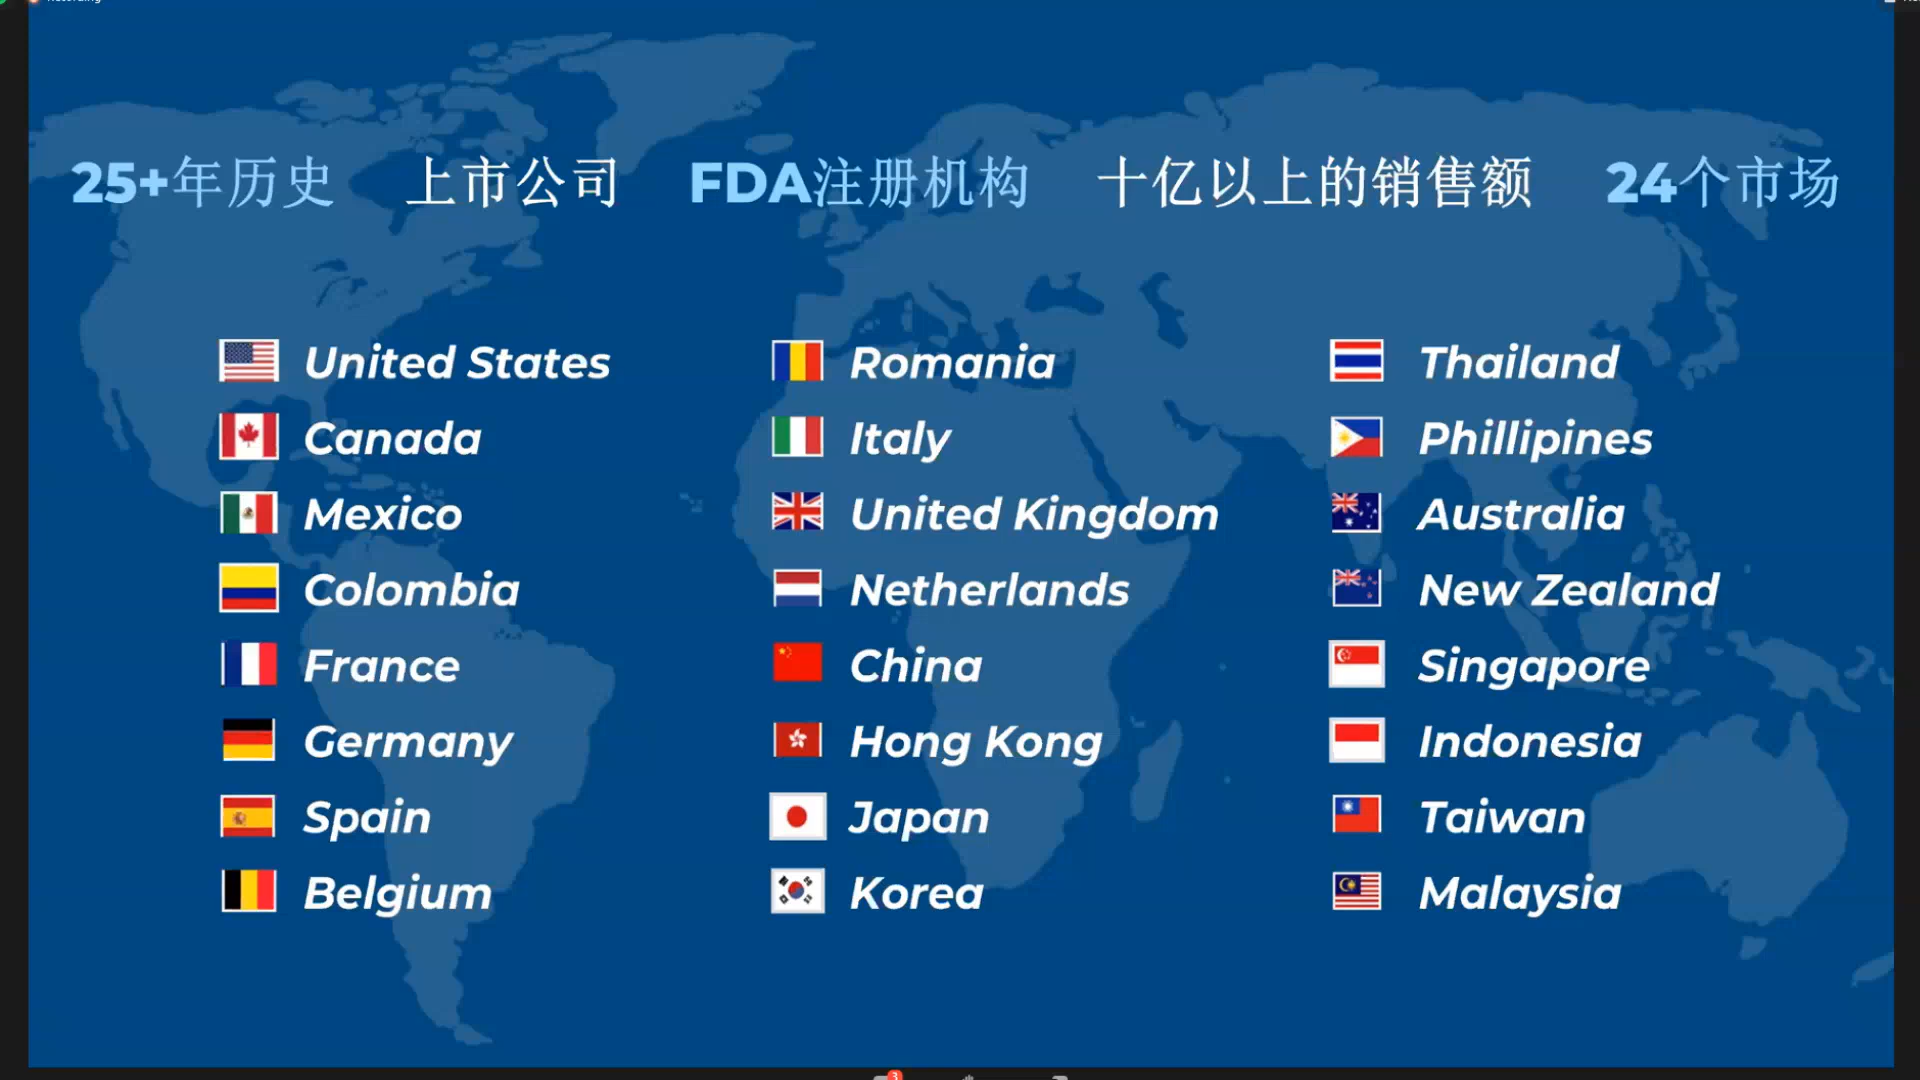 25+年历史 上市公司 FDA注册机构 十亿以上的销售额 24个市场
United States
Canada
Mexico
Colombia
France
Germany
Spain
Belgium
Romania
Italy
United Kingdom
Netherlands
China
Hong Kong
Japan
Korea
Thailand
Phillipines
Australia
New Zealand
Singapore
Indonesia
Taiwan
Malaysia
3